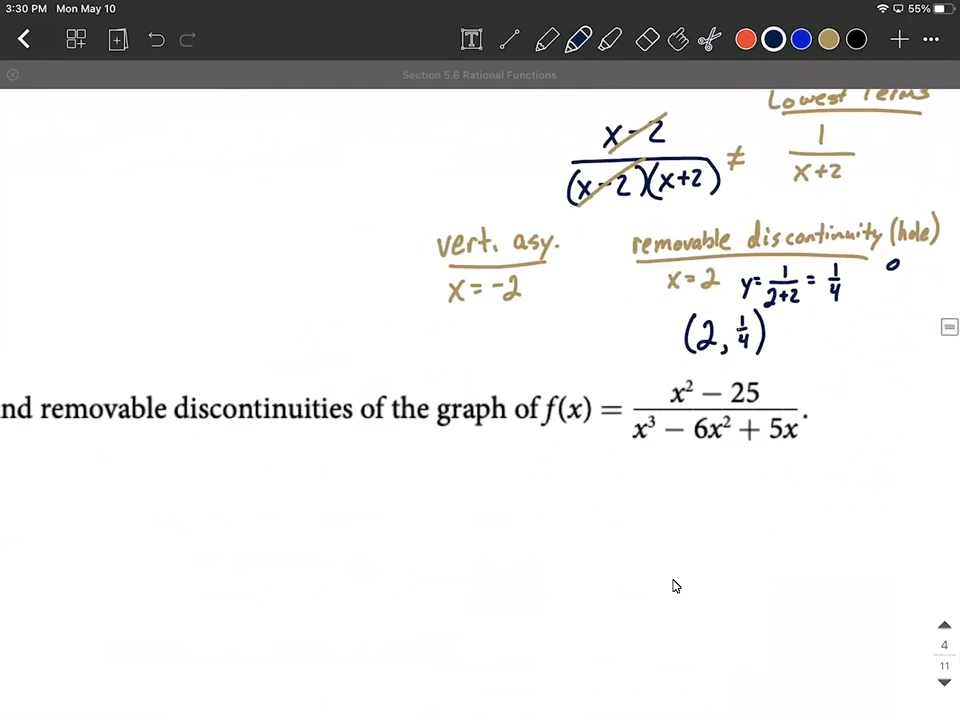 3:30 PM Mon May 10
55%
Section 5.6 Rational Functions
Lowest Terms
x-2 / (x-2)(x+2) ≠ 1 / x+2
vert. asy.
x = -2
removable discontinuity (hole)
x = 2 y = 1/2+2 = 1/4
(2, 1/4)
nd removable discontinuities of the graph of f(x) = x² − 25 / x³ − 6x² + 5x.
4
11